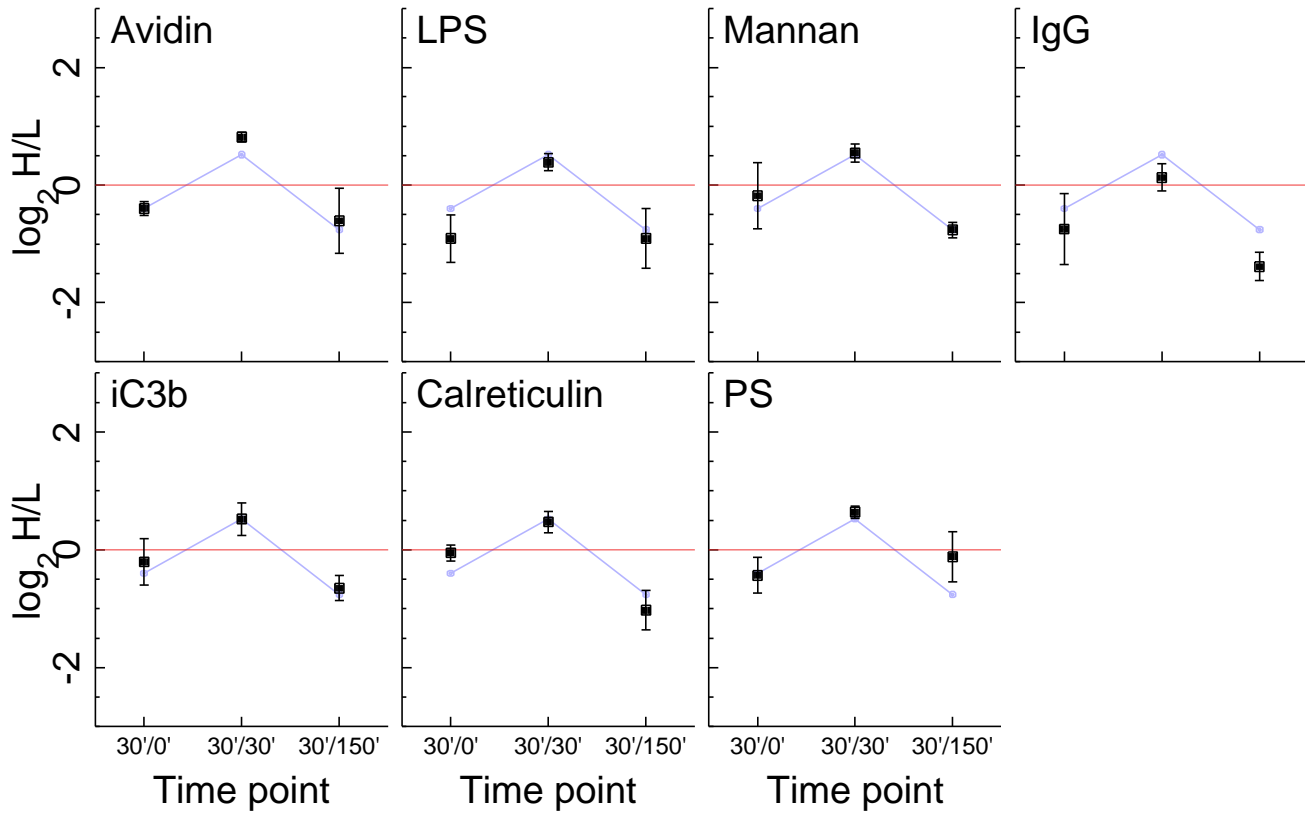 Avidin
LPS
Mannan
IgG
2
0
-2
log2 H/L
iC3b
Calreticulin
PS
2
0
-2
log2 H/L
30'/0' 30'/30' 30'/150'
30'/0' 30'/30' 30'/150'
30'/0' 30'/30' 30'/150'
Time point
Time point
Time point